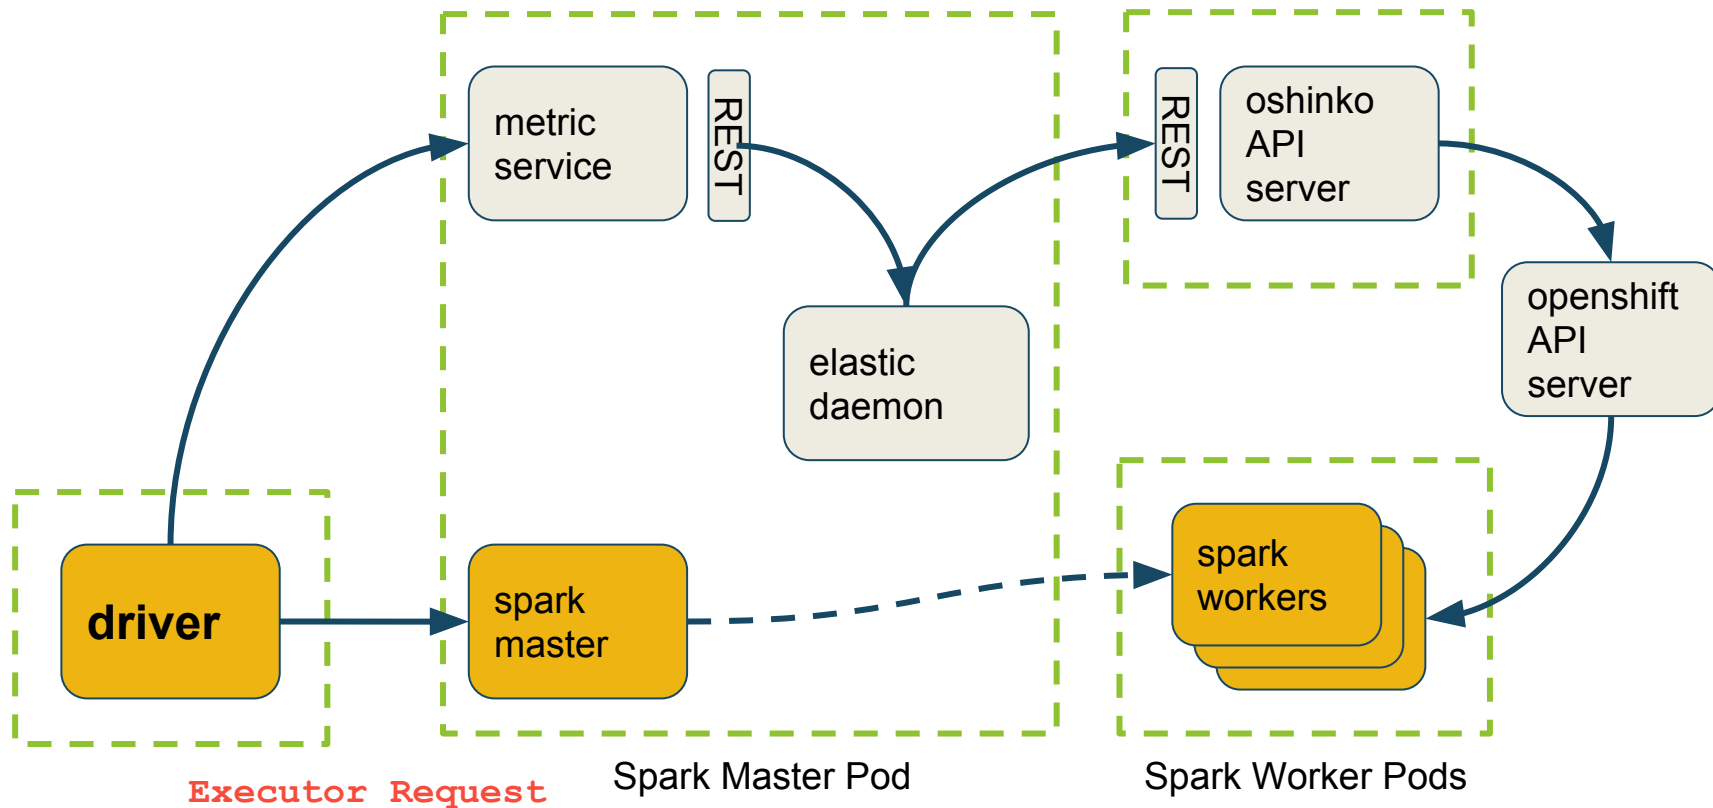 metric
service
REST
elastic
daemon
REST
oshinko
API
server
openshift
API
server
driver
spark
master
spark
workers
Executor Request
Spark Master Pod
Spark Worker Pods